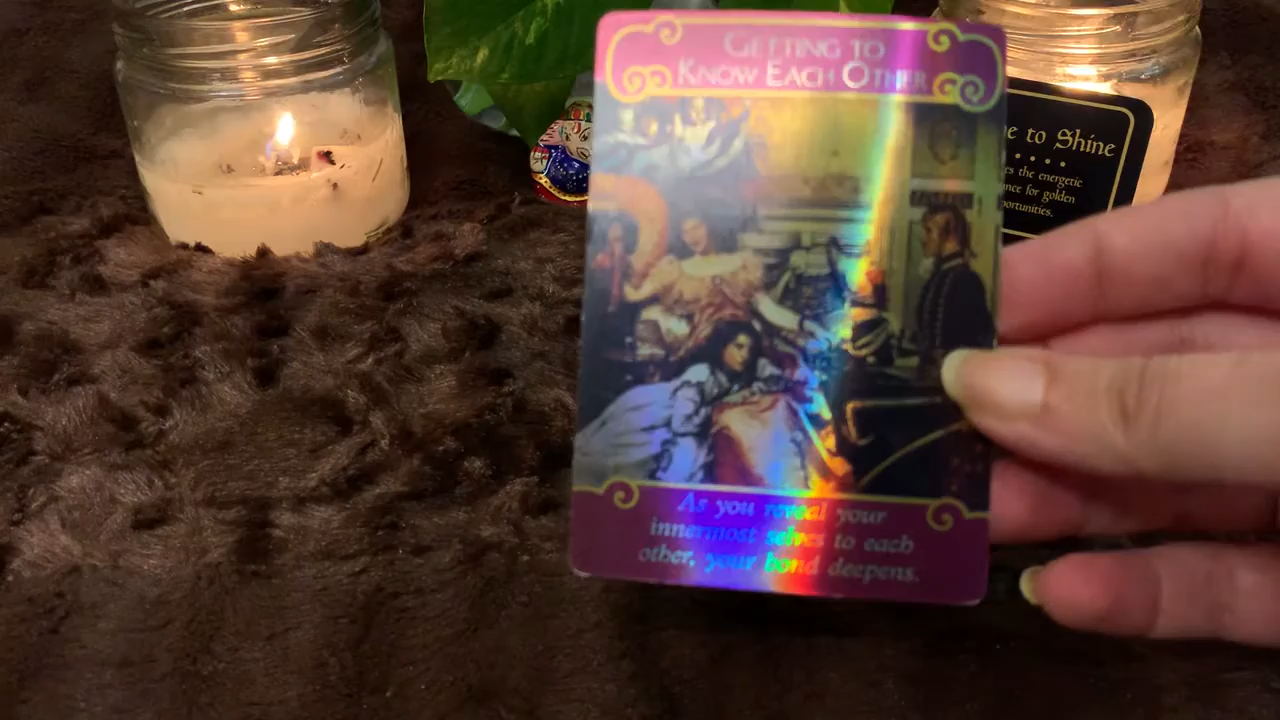 GETTING TO
KNOW EACH OTHER
As you reveal your
innermost selves to each
other, your bond deepens.
e to Shine
the energetic
for golden